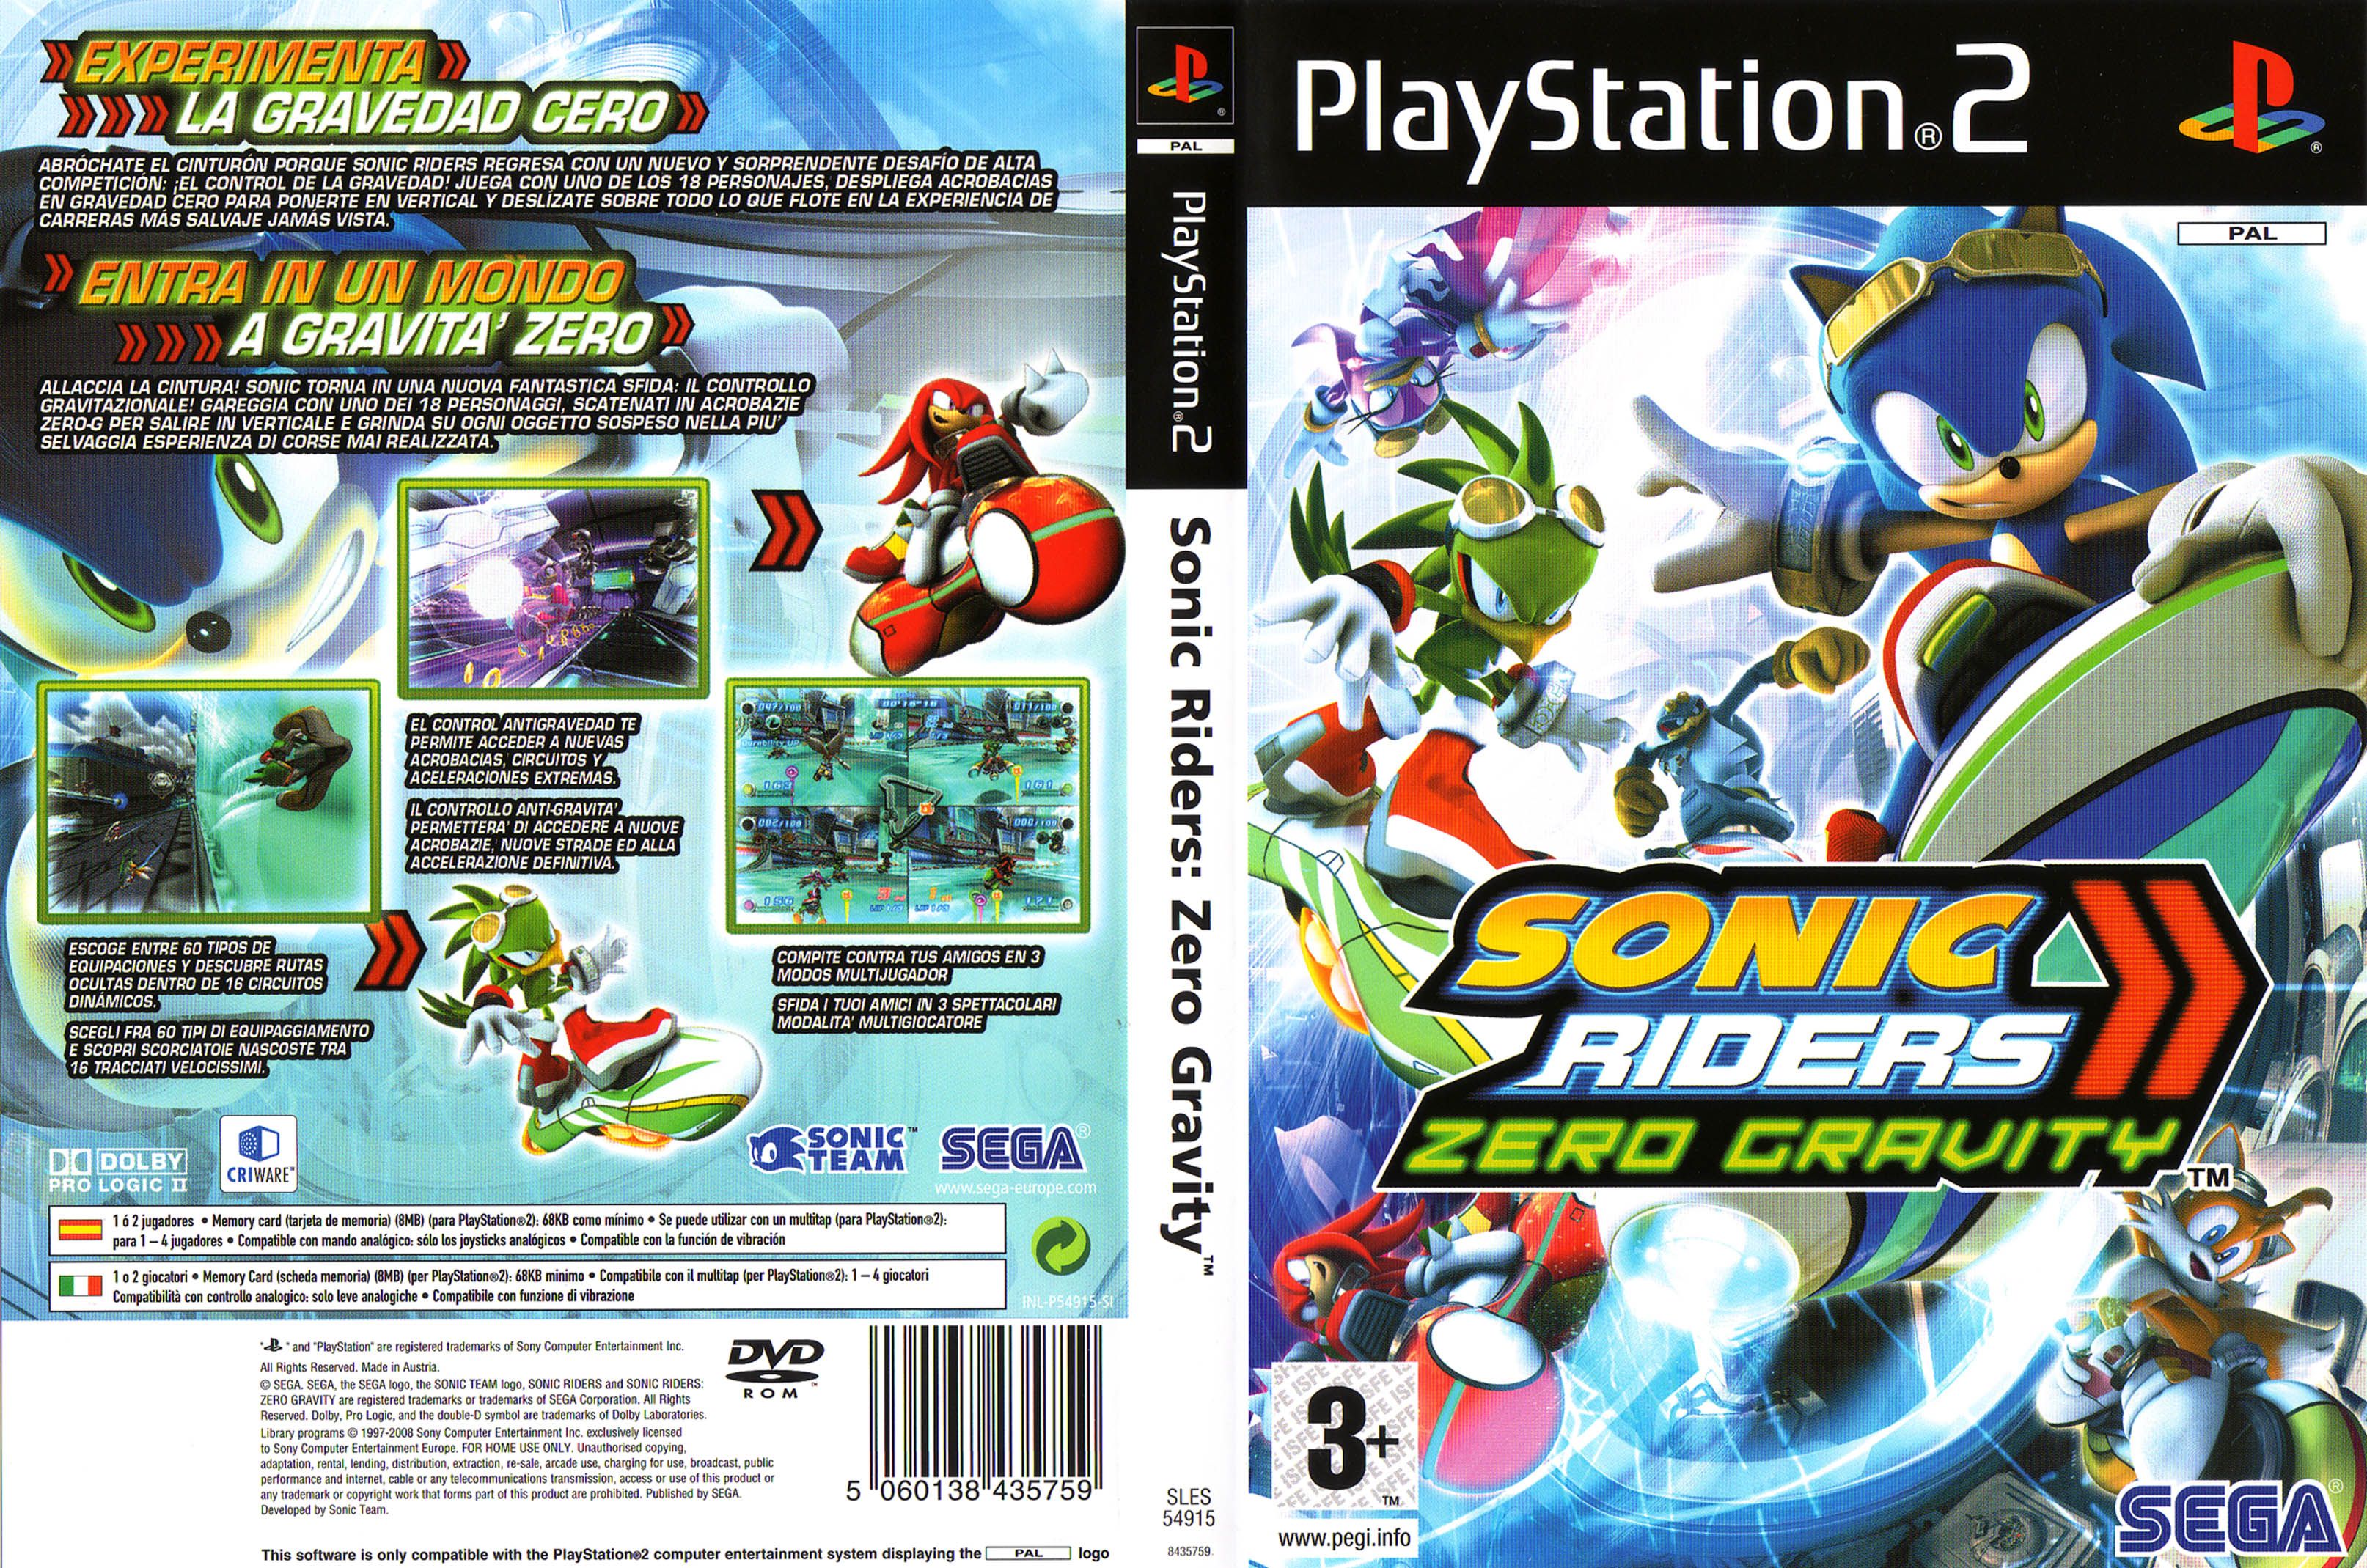 EXPERIMENTA
LA GRAVEDAD CERO
ABRÓCHATE EL CINTURÓN PORQUE SONIC RIDERS REGRESA CON UN NUEVO Y SORPRENDENTE DESAFÍO DE ALTA
COMPETICIÓN: ¡EL CONTROL DE LA GRAVEDAD! JUEGA CON UNO DE LOS 18 PERSONAJES, DESPLIEGA ACROBACIAS
EN GRAVEDAD CERO PARA PONERTE EN VERTICAL Y DESLÍZATE SOBRE TODO LO QUE FLOTE EN LA EXPERIENCIA DE
CARRERAS MÁS SALVAJE JAMÁS VISTA.
ENTRA IN UN MONDO
A GRAVITA' ZERO
ALLACCIA LA CINTURA! SONIC TORNA IN UNA NUOVA FANTASTICA SFIDA: IL CONTROLLO
GRAVITAZIONALE! GAREGGIA CON UNO DEI 18 PERSONAGGI, SCATENATI IN ACROBAZIE
ZERO-G PER SALIRE IN VERTICALE E GRINDA SU OGNI OGGETTO SOSPESO NELLA PIU'
SELVAGGIA ESPERIENZA DI CORSE MAI REALIZZATA.
EL CONTROL ANTIGRAVEDAD TE
PERMITE ACCEDER A NUEVAS
ACROBACIAS, CIRCUITOS Y
ACELERACIONES EXTREMAS.
IL CONTROLLO ANTI-GRAVITA'
PERMETTERA' DI ACCEDERE A NUOVE
ACROBAZIE, NUOVE STRADE ED ALLA
ACCELERAZIONE DEFINITIVA.
ESCOGE ENTRE 60 TIPOS DE
EQUIPACIONES Y DESCUBRE RUTAS
OCULTAS DENTRO DE 16 CIRCUITOS
DINÁMICOS.
SCEGLI FRA 60 TIPI DI EQUIPAGGIAMENTO
E SCOPRI SCORCIATOIE NASCOSTE TRA
16 TRACCIATI VELOCISSIMI.
COMPITE CONTRA TUS AMIGOS EN 3
MODOS MULTIJUGADOR
SFIDA I TUOI AMICI IN 3 SPETTACOLARI
MODALITA' MULTIGIOCATORE
DOLBY
PRO LOGIC II
CRIWARE™
SONIC
TEAM™
SEGA®
www.sega-europe.com
1 ó 2 jugadores • Memory card (tarjeta de memoria) (8MB) (para PlayStation®2): 68KB como mínimo • Se puede utilizar con un multitap (para PlayStation®2):
para 1 – 4 jugadores • Compatible con mando analógico: sólo los joysticks analógicos • Compatible con la función de vibración
1 o 2 giocatori • Memory Card (scheda memoria) (8MB) (per PlayStation®2): 68KB minimo • Compatibile con il multitap (per PlayStation®2): 1 – 4 giocatori
Compatibilità con controllo analogico: solo leve analogiche • Compatibile con funzione di vibrazione
INL-P54915-SI
" " and "PlayStation" are registered trademarks of Sony Computer Entertainment Inc.
All Rights Reserved. Made in Austria.
© SEGA. SEGA, the SEGA logo, the SONIC TEAM logo, SONIC RIDERS and SONIC RIDERS:
ZERO GRAVITY are registered trademarks or trademarks of SEGA Corporation. All Rights
Reserved. Dolby, Pro Logic, and the double-D symbol are trademarks of Dolby Laboratories.
Library programs © 1997-2008 Sony Computer Entertainment Inc. exclusively licensed
to Sony Computer Entertainment Europe. FOR HOME USE ONLY. Unauthorised copying,
adaptation, rental, lending, distribution, extraction, re-sale, arcade use, charging for use, broadcast, public
performance and internet, cable or any telecommunications transmission, access or use of this product or
any trademark or copyright work that forms part of this product are prohibited. Published by SEGA.
Developed by Sonic Team.
DVD
ROM
5 060138 435759
This software is only compatible with the PlayStation®2 computer entertainment system displaying the PAL logo
PAL
PlayStation®2
Sonic Riders: Zero Gravity™
SLES
54915
8435759
PlayStation®2
PAL
SONIC
RIDERS
ZERO GRAVITY™
3+
www.pegi.info
SEGA®